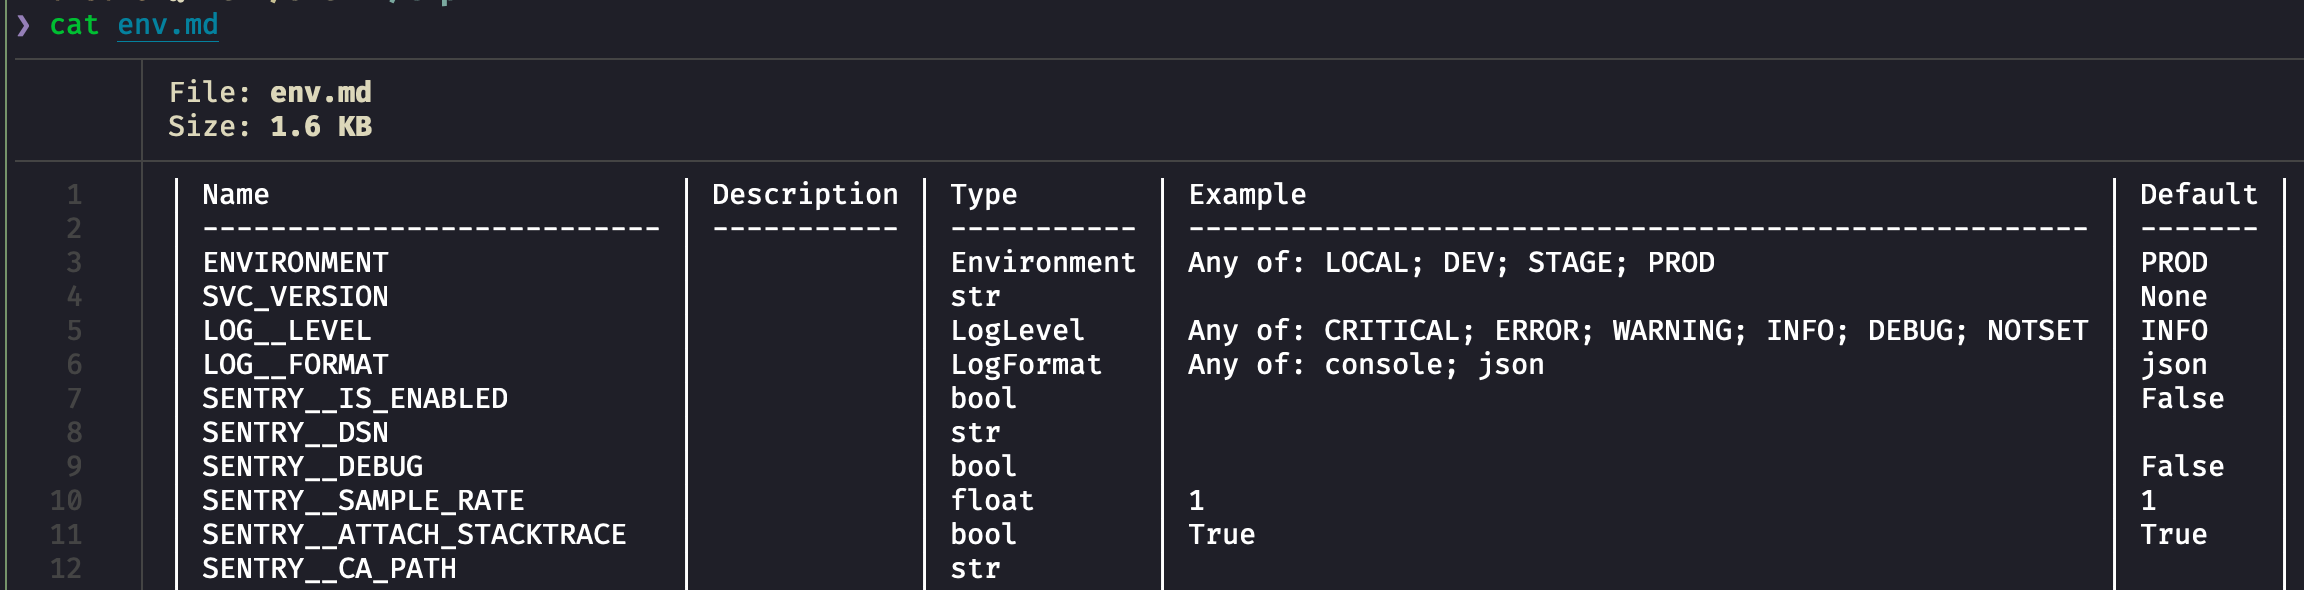 ❯ cat env.md
File: env.md
Size: 1.6 KB
1 | Name | Description | Type | Example | Default |
2 | --------------------------- | ----------- | ----------- | ----------------------------------------------------- | ------- |
3 | ENVIRONMENT | | Environment | Any of: LOCAL; DEV; STAGE; PROD | PROD |
4 | SVC_VERSION | | str | | None |
5 | LOG__LEVEL | | LogLevel | Any of: CRITICAL; ERROR; WARNING; INFO; DEBUG; NOTSET | INFO |
6 | LOG__FORMAT | | LogFormat | Any of: console; json | json |
7 | SENTRY__IS_ENABLED | | bool | | False |
8 | SENTRY__DSN | | str | | |
9 | SENTRY__DEBUG | | bool | | False |
10 | SENTRY__SAMPLE_RATE | | float | 1 | 1 |
11 | SENTRY__ATTACH_STACKTRACE | | bool | True | True |
12 | SENTRY__CA_PATH | | str | | |